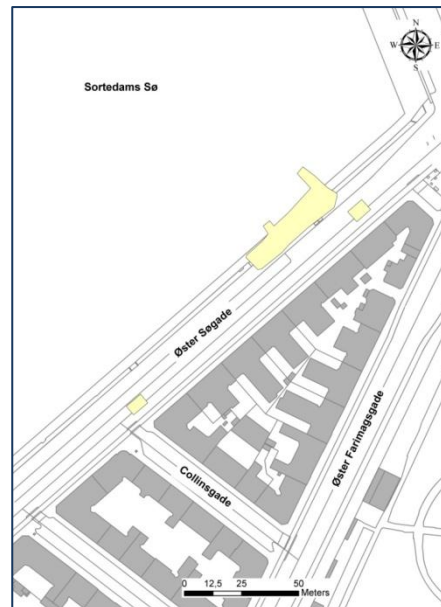 N
W E
S
Sortedams Sø
Øster Søgade
Øster Farimagsgade
Collinsgade
0 12,5 25 50
Meters